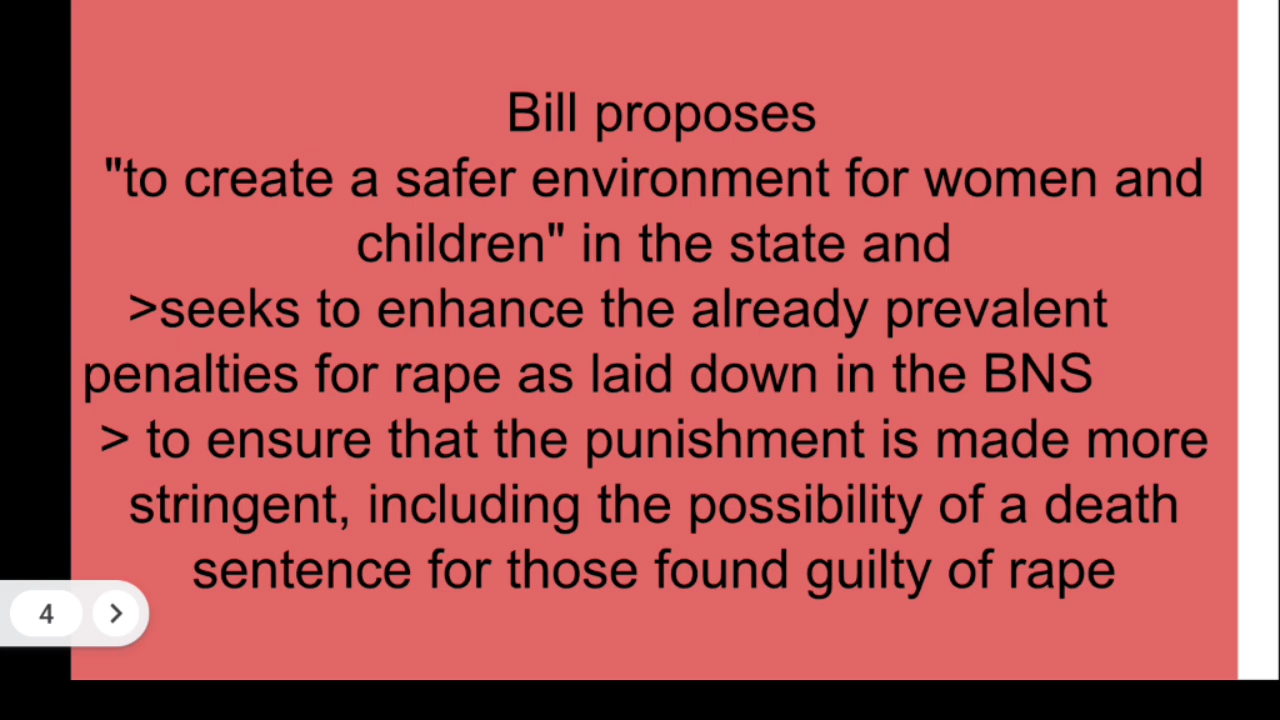 Bill proposes
"to create a safer environment for women and
children" in the state and
>seeks to enhance the already prevalent
penalties for rape as laid down in the BNS
> to ensure that the punishment is made more
stringent, including the possibility of a death
sentence for those found guilty of rape
4